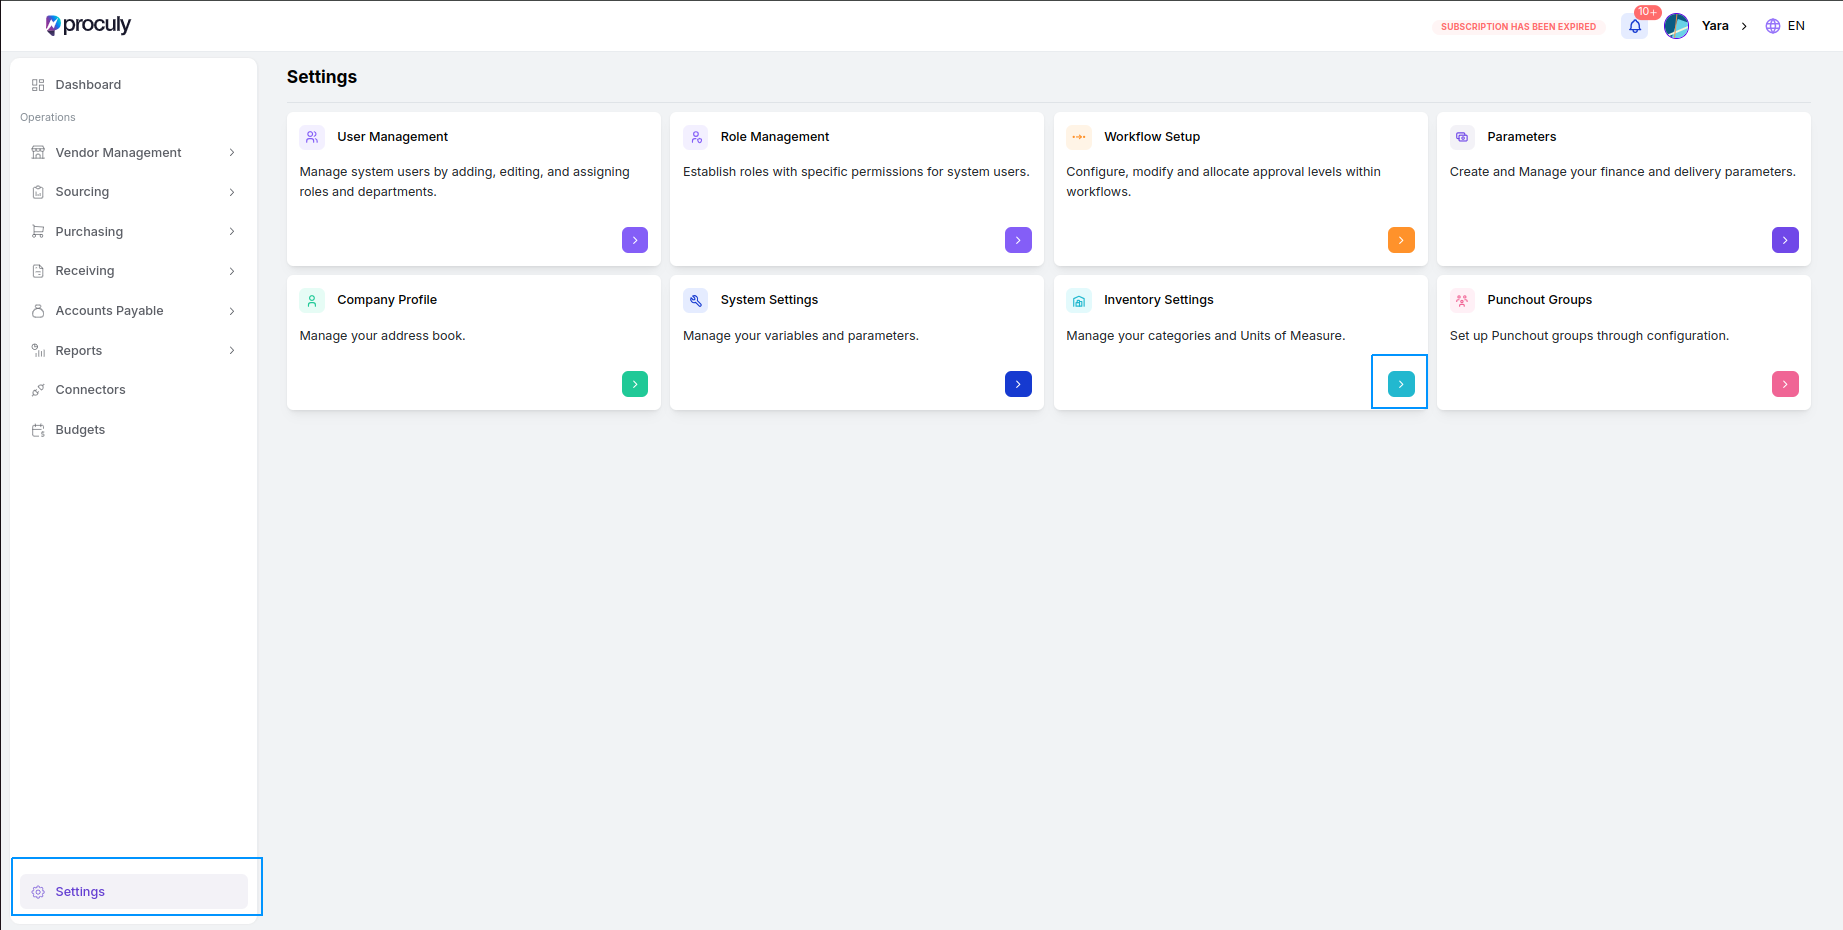 proculy
SUBSCRIPTION HAS BEEN EXPIRED
10+
Yara
EN
Dashboard
Operations
Vendor Management
Sourcing
Purchasing
Receiving
Accounts Payable
Reports
Connectors
Budgets
Settings
Settings
User Management
Manage system users by adding, editing, and assigning
roles and departments.
Role Management
Establish roles with specific permissions for system users.
Workflow Setup
Configure, modify and allocate approval levels within
workflows.
Parameters
Create and Manage your finance and delivery parameters.
Company Profile
Manage your address book.
System Settings
Manage your variables and parameters.
Inventory Settings
Manage your categories and Units of Measure.
Punchout Groups
Set up Punchout groups through configuration.